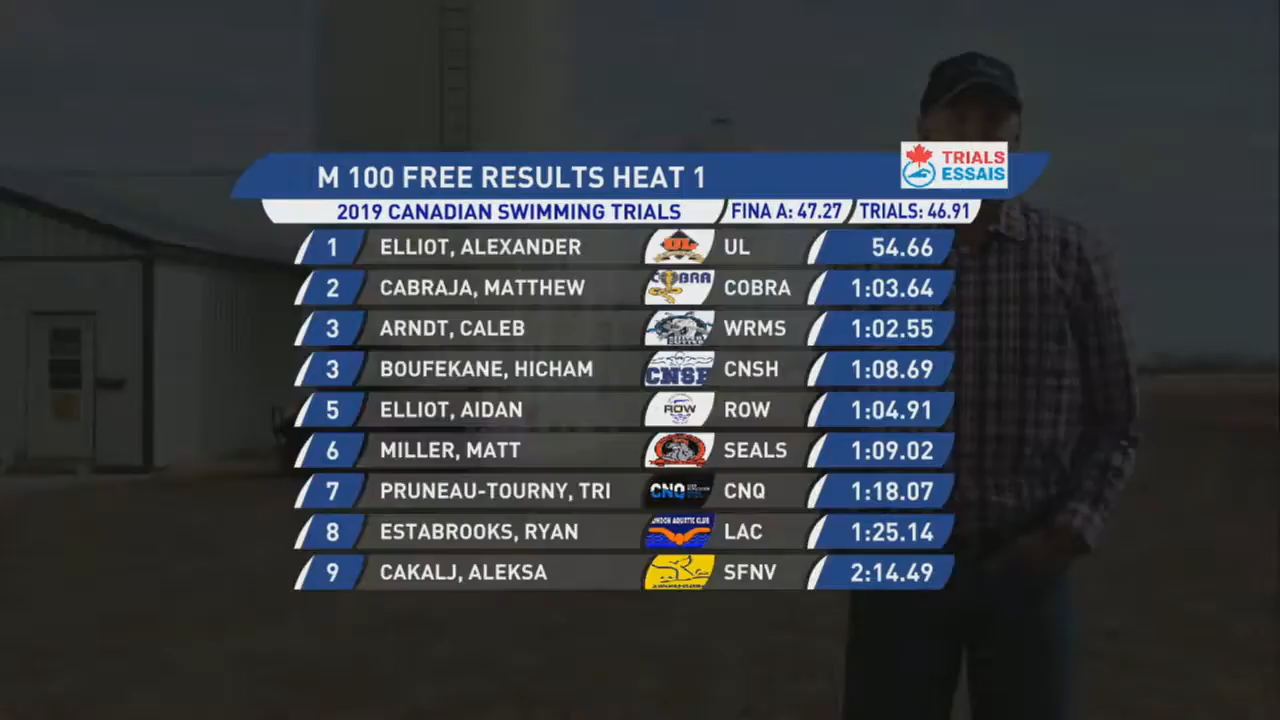 M 100 FREE RESULTS HEAT 1
TRIALS
ESSAIS
2019 CANADIAN SWIMMING TRIALS FINA A: 47.27 TRIALS: 46.91
1 ELLIOT, ALEXANDER UL UL 54.66
2 CABRAJA, MATTHEW COBRA COBRA 1:03.64
3 ARNDT, CALEB WRMS 1:02.55
3 BOUFEKANE, HICHAM CNSH 1:08.69
5 ELLIOT, AIDAN ROW ROW 1:04.91
6 MILLER, MATT SEALS 1:09.02
7 PRUNEAU-TOURNY, TRI CNQ CNQ 1:18.07
8 ESTABROOKS, RYAN LAC 1:25.14
9 CAKALJ, ALEKSA SFNV 2:14.49